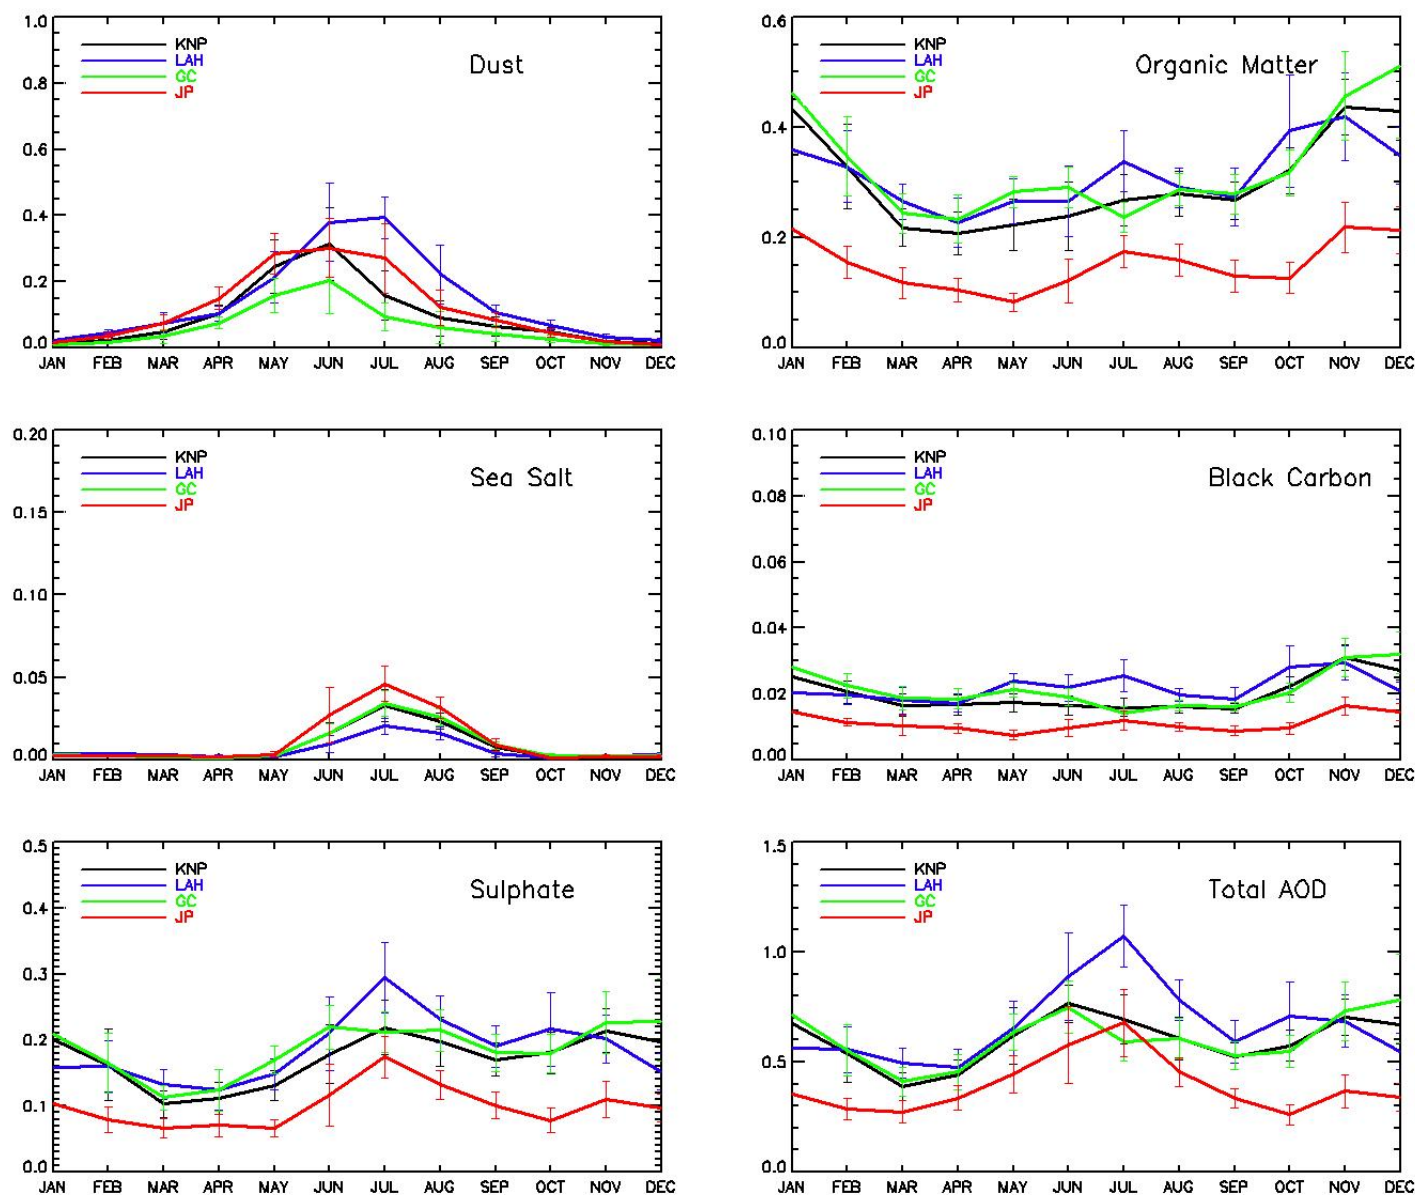 Dust
KNP
LAH
GC
JP
1.0
0.8
0.6
0.4
0.2
0.0
JAN FEB MAR APR MAY JUN JUL AUG SEP OCT NOV DEC
Organic Matter
KNP
LAH
GC
JP
0.6
0.4
0.2
0.0
JAN FEB MAR APR MAY JUN JUL AUG SEP OCT NOV DEC
Sea Salt
KNP
LAH
GC
JP
0.20
0.15
0.10
0.05
0.00
JAN FEB MAR APR MAY JUN JUL AUG SEP OCT NOV DEC
Black Carbon
KNP
LAH
GC
JP
0.10
0.08
0.06
0.04
0.02
0.00
JAN FEB MAR APR MAY JUN JUL AUG SEP OCT NOV DEC
Sulphate
KNP
LAH
GC
JP
0.5
0.4
0.3
0.2
0.1
0.0
JAN FEB MAR APR MAY JUN JUL AUG SEP OCT NOV DEC
Total AOD
KNP
LAH
GC
JP
1.5
1.0
0.5
0.0
JAN FEB MAR APR MAY JUN JUL AUG SEP OCT NOV DEC